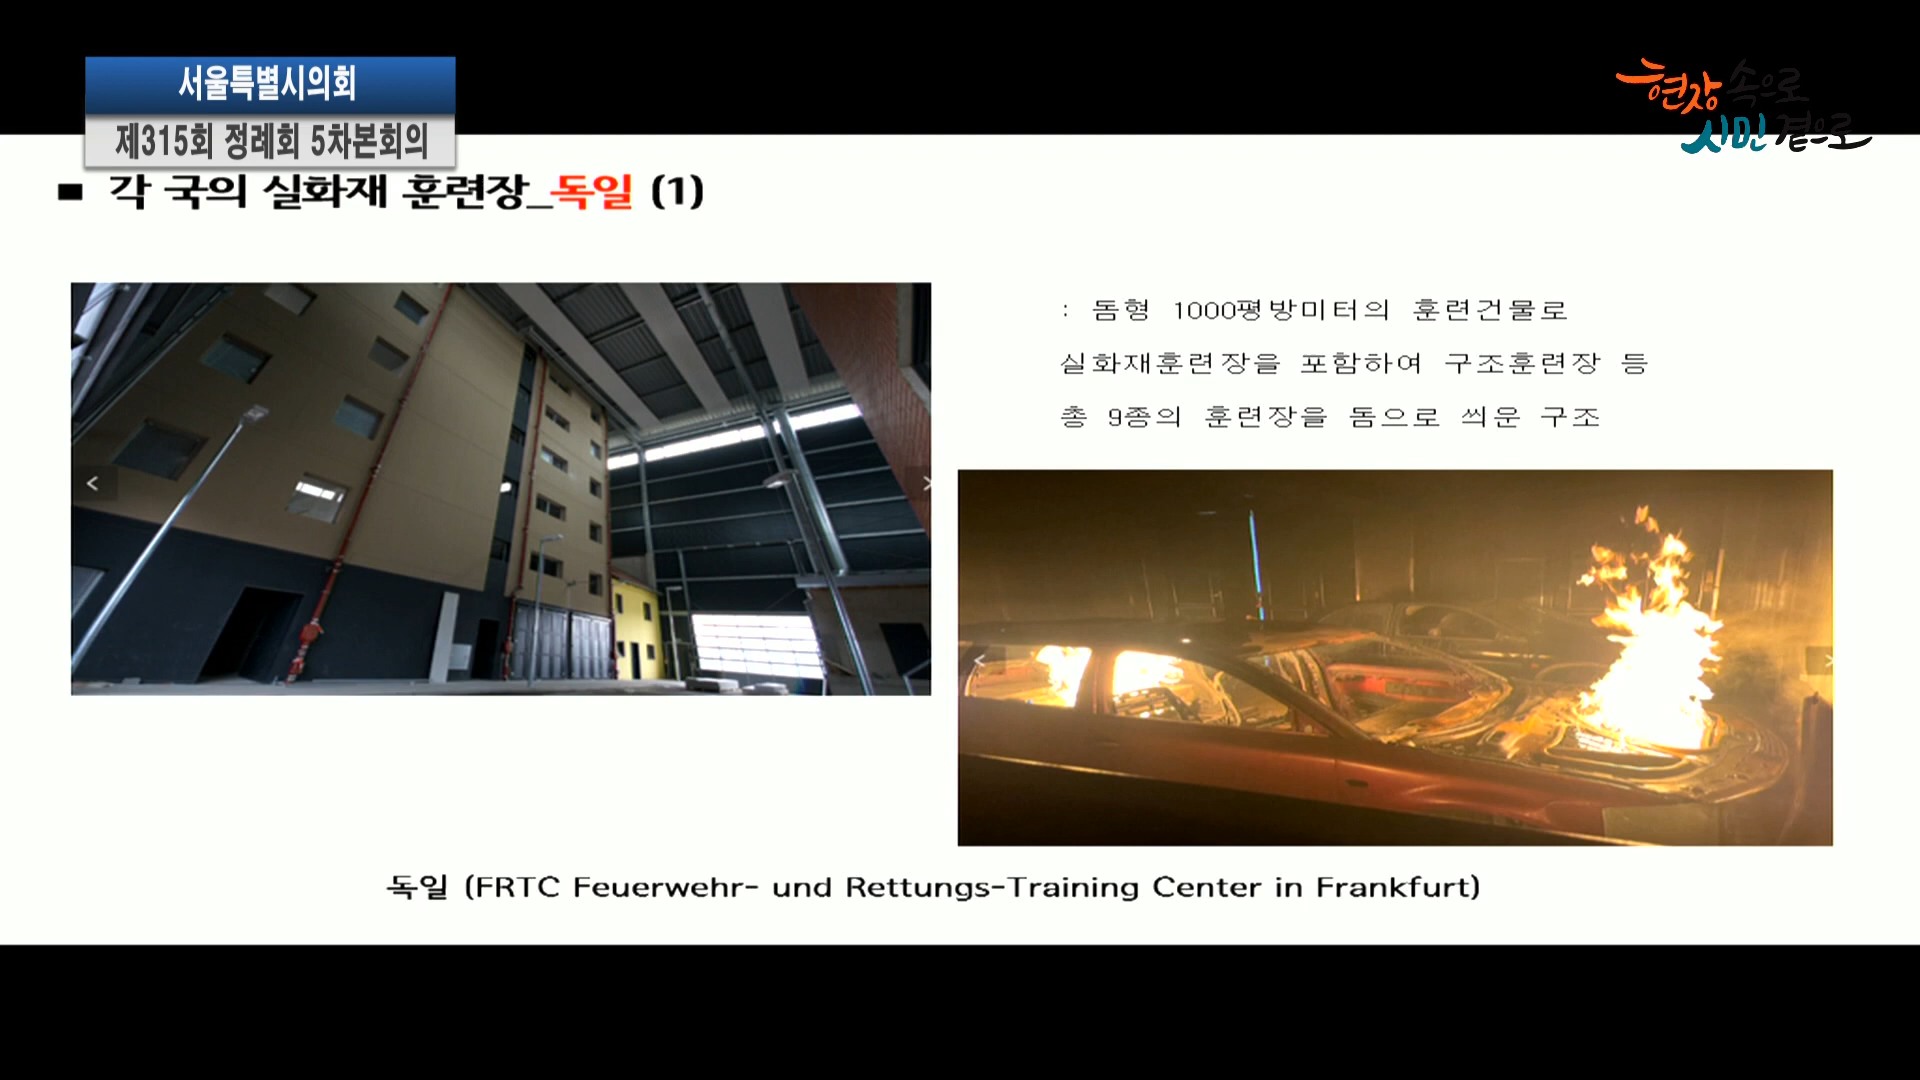 서울특별시의회
제315회 정례회 5차본회의
현장 속으로
시민 곁으로
■ 각 국의 실화재 훈련장_독일 (1)
: 돔형 1000평방미터의 훈련건물로
실화재훈련장을 포함하여 구조훈련장 등
총 9종의 훈련장을 돔으로 씌운 구조
독일 (FRTC Feuerwehr- und Rettungs-Training Center in Frankfurt)